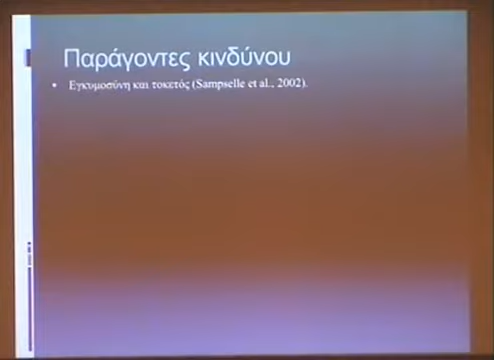 Παράγοντες κινδύνου
• Εγκυμοσύνη και τοκετός (Sampselle et al., 2002).